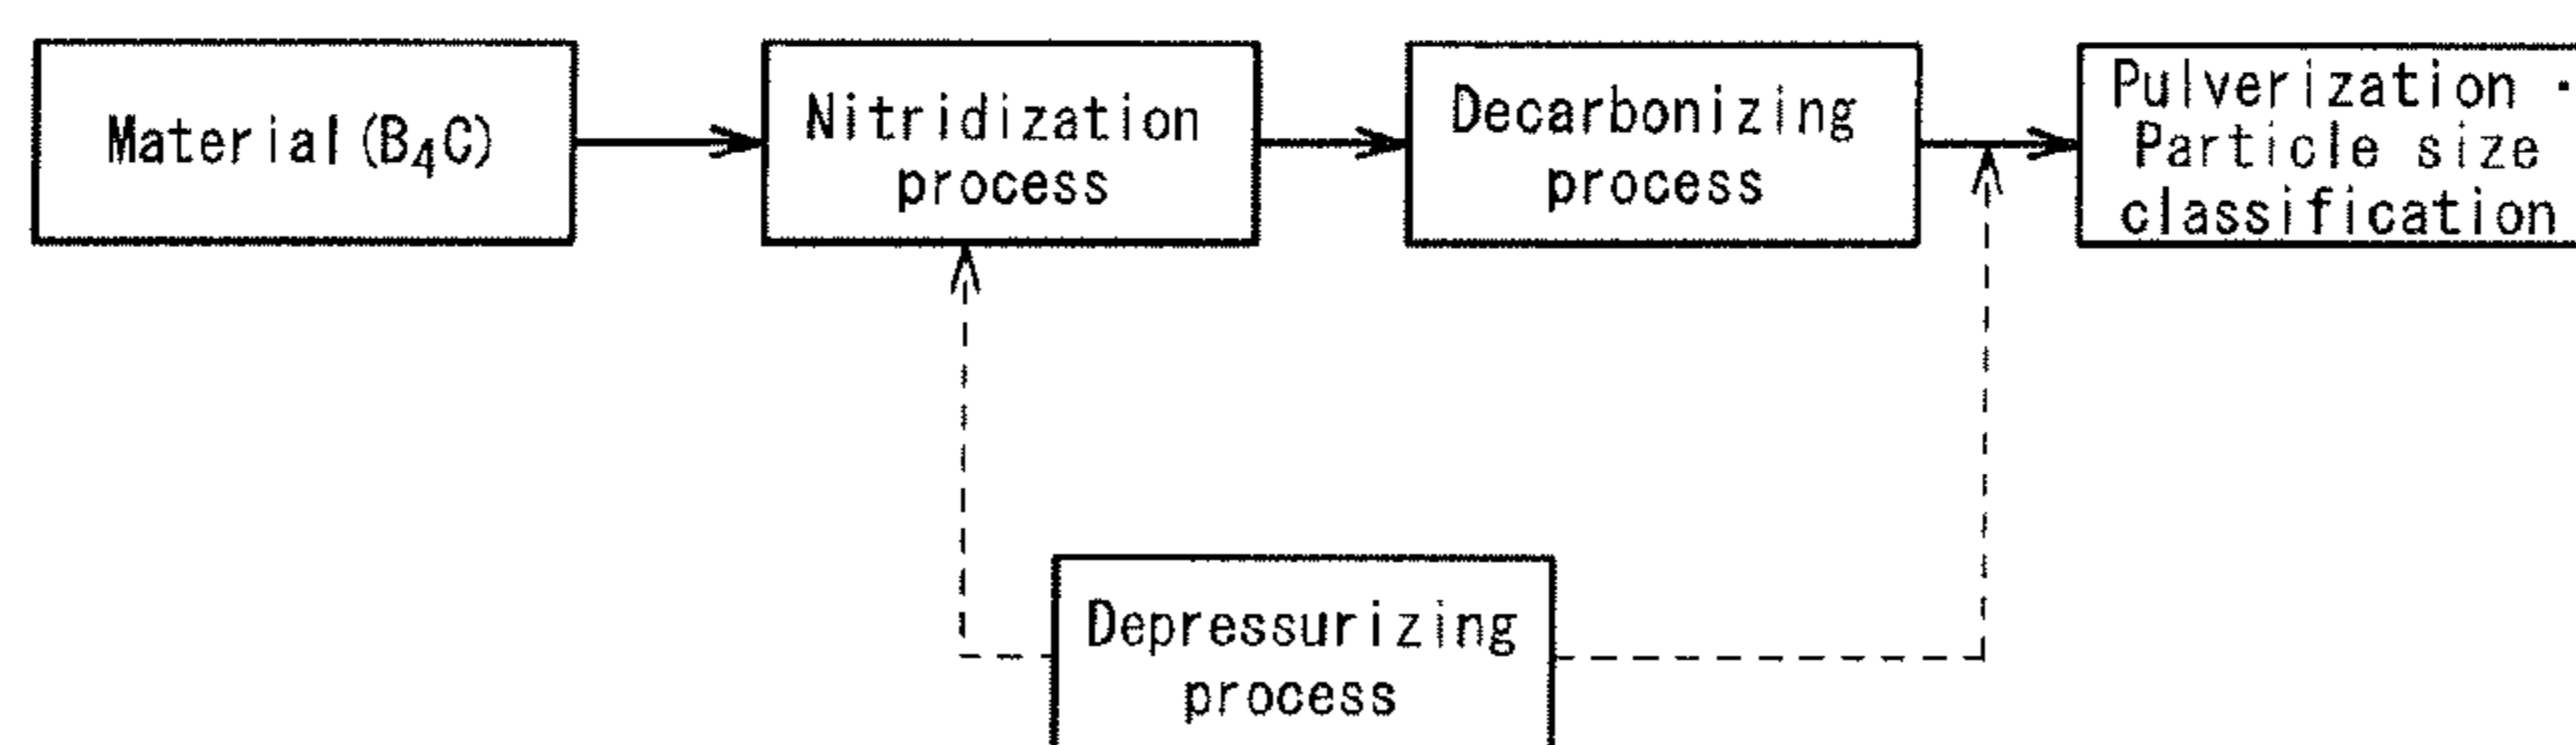 Material(B₄C)
Nitridization
process
Decarbonizing
process
Pulverization ·
Particle size
classification
Depressurizing
process